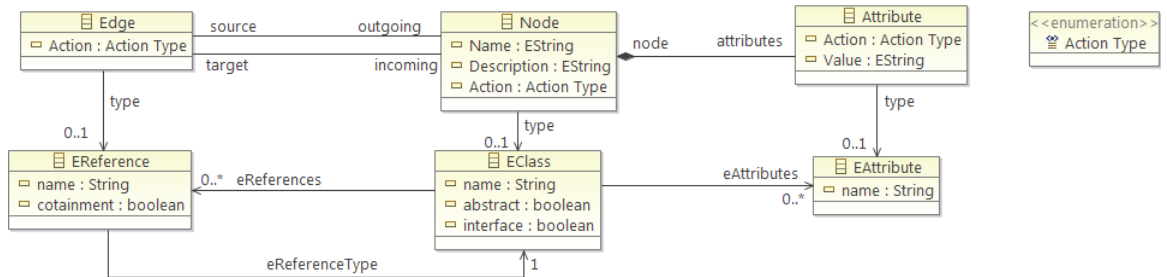 Edge
Action : Action Type
source
outgoing
target
incoming
Node
Name : EString
Description : EString
Action : Action Type
node
attributes
Attribute
Action : Action Type
Value : EString
<<enumeration>>
Action Type
type
0..1
type
0..1
type
0..1
EReference
name : String
cotainment : boolean
0..* eReferences
EClass
name : String
abstract : boolean
interface : boolean
eAttributes
0..*
EAttribute
name : String
eReferenceType
1